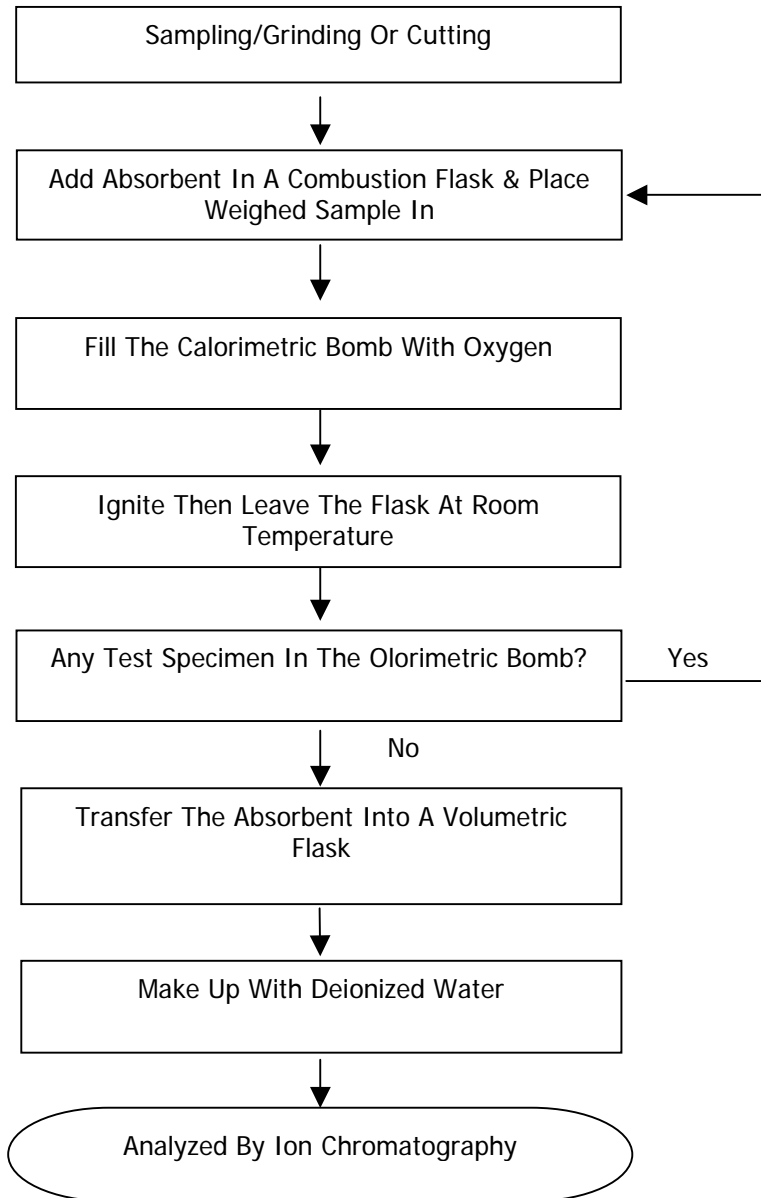 Sampling/Grinding Or Cutting
Add Absorbent In A Combustion Flask & Place
Weighed Sample In
Fill The Calorimetric Bomb With Oxygen
Ignite Then Leave The Flask At Room
Temperature
Any Test Specimen In The Olorimetric Bomb?
Yes
No
Transfer The Absorbent Into A Volumetric
Flask
Make Up With Deionized Water
Analyzed By Ion Chromatography